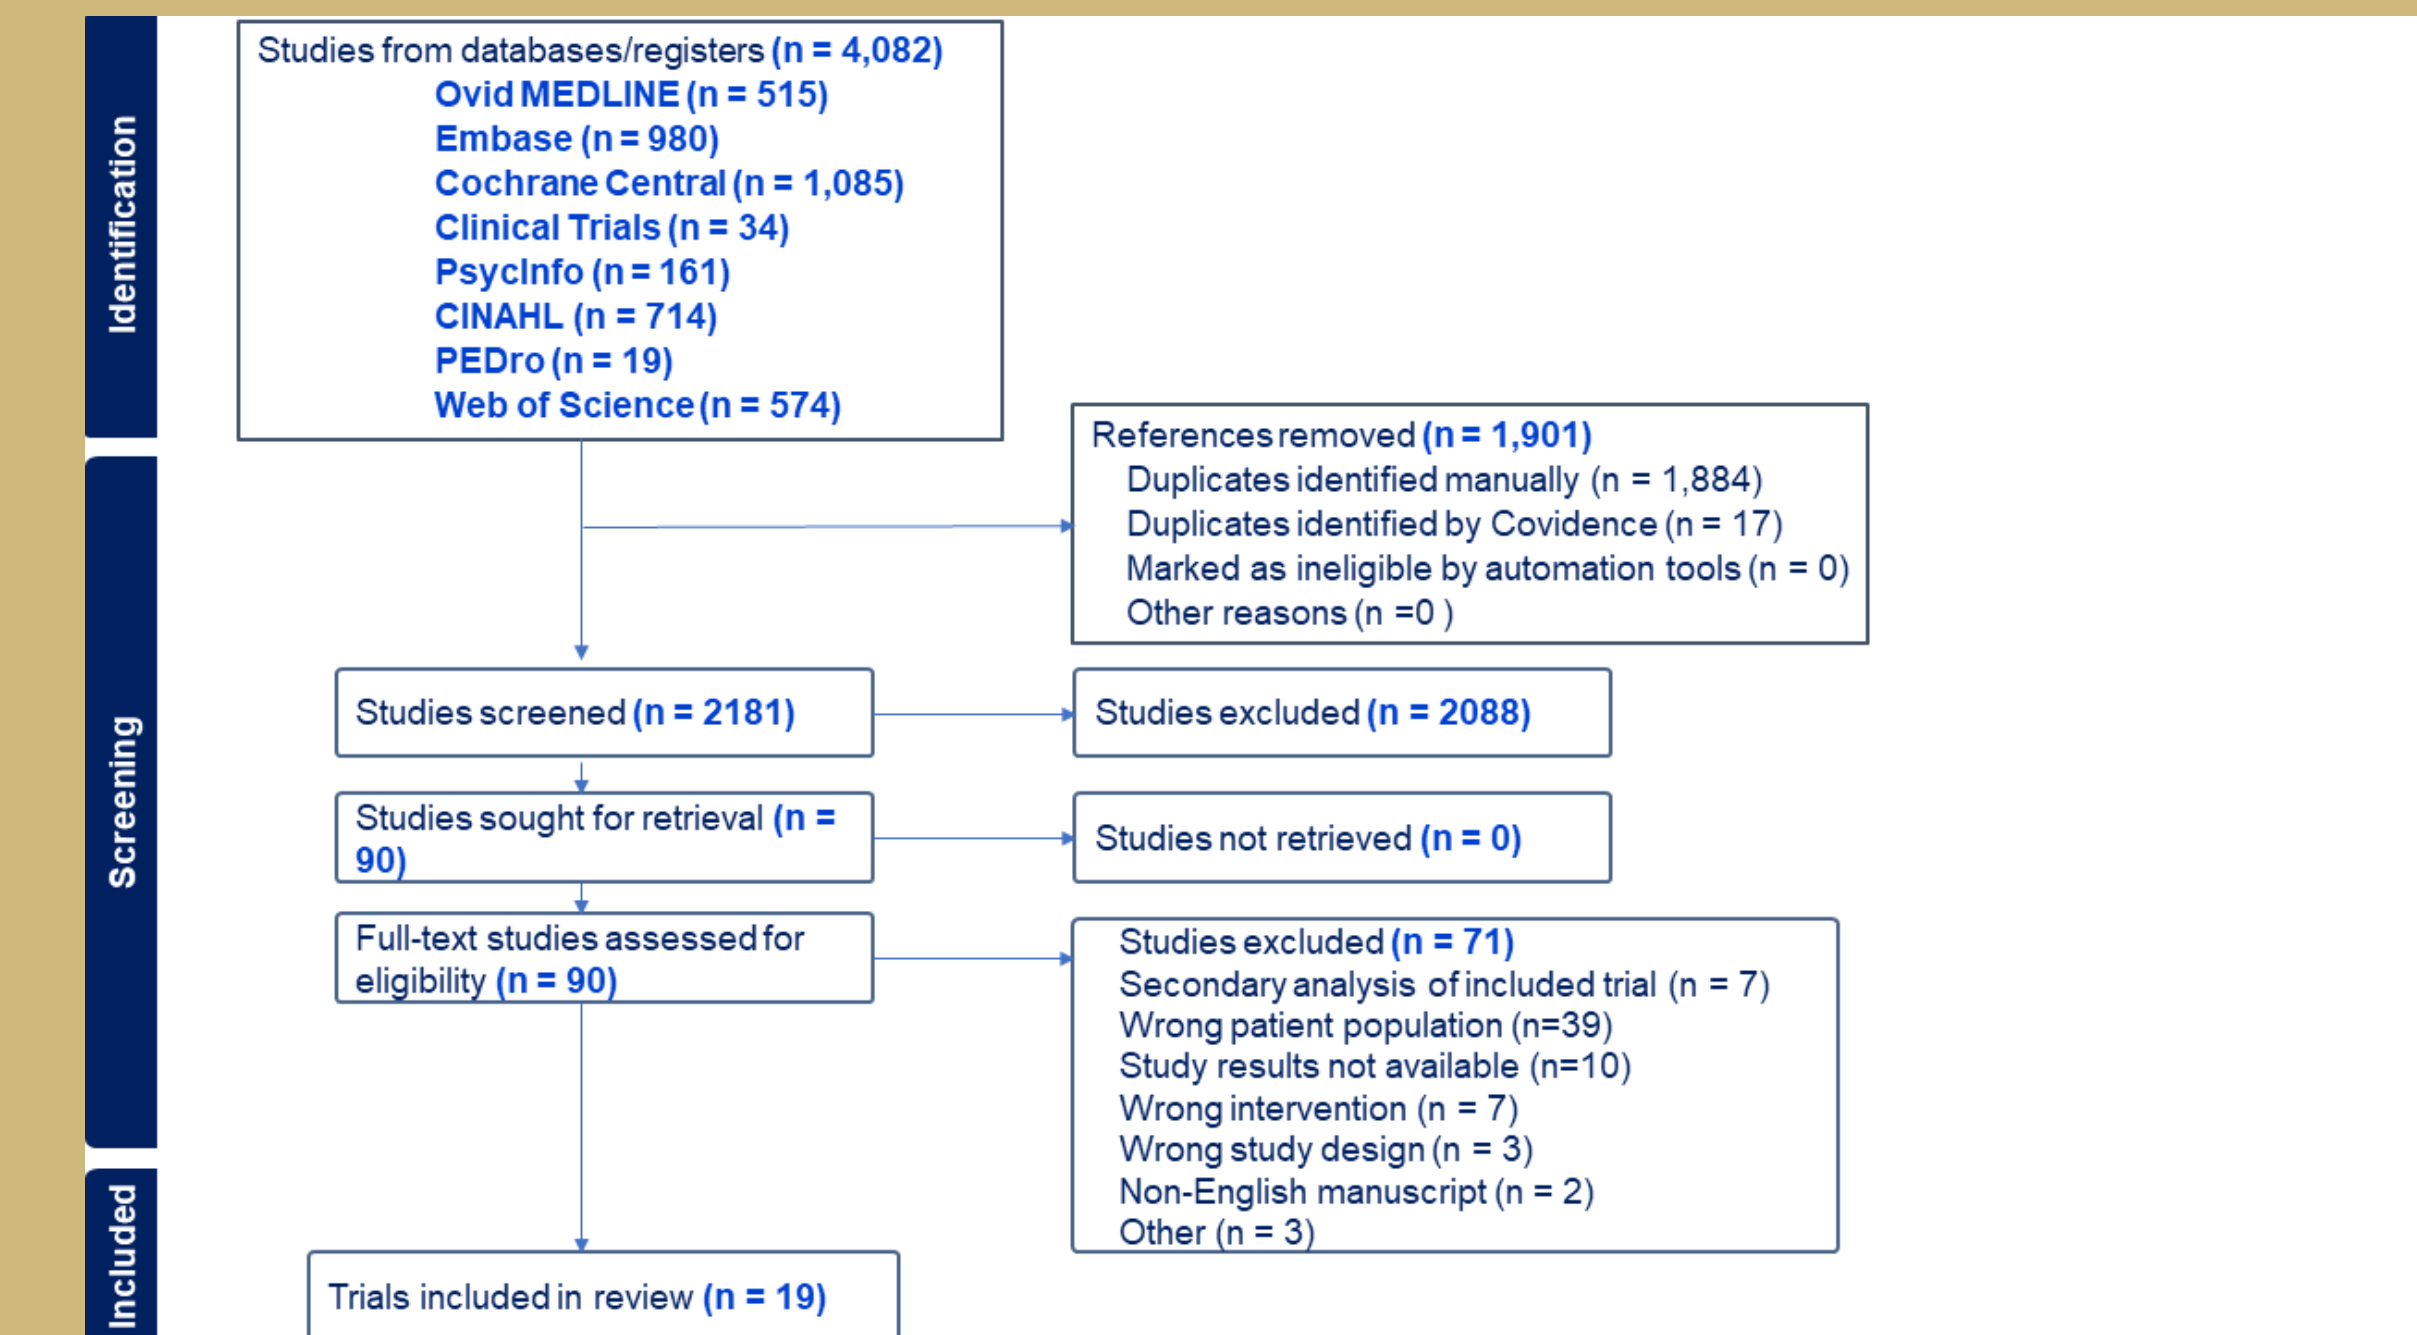 Identification
Studies from databases/registers (n = 4,082)
Ovid MEDLINE (n = 515)
Embase (n = 980)
Cochrane Central (n = 1,085)
Clinical Trials (n = 34)
PsycInfo (n = 161)
CINAHL (n = 714)
PEDro (n = 19)
Web of Science (n = 574)
References removed (n = 1,901)
Duplicates identified manually (n = 1,884)
Duplicates identified by Covidence (n = 17)
Marked as ineligible by automation tools (n = 0)
Other reasons (n =0 )
Screening
Studies screened (n = 2181)
Studies excluded (n = 2088)
Studies sought for retrieval (n =
90)
Studies not retrieved (n = 0)
Full-text studies assessed for
eligibility (n = 90)
Studies excluded (n = 71)
Secondary analysis of included trial (n = 7)
Wrong patient population (n=39)
Study results not available (n=10)
Wrong intervention (n = 7)
Wrong study design (n = 3)
Non-English manuscript (n = 2)
Other (n = 3)
Included
Trials included in review (n = 19)